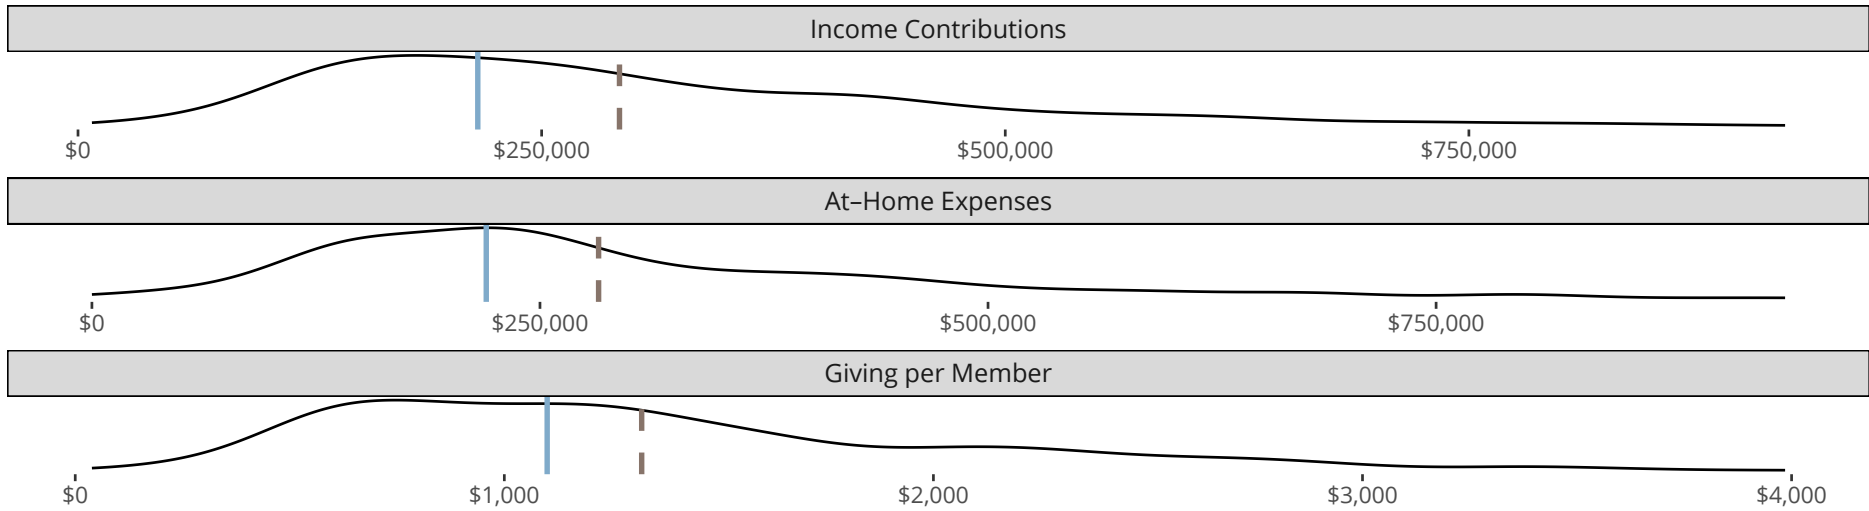 Income Contributions
$0 $250,000 $500,000 $750,000
At–Home Expenses
$0 $250,000 $500,000 $750,000
Giving per Member
$0 $1,000 $2,000 $3,000 $4,000